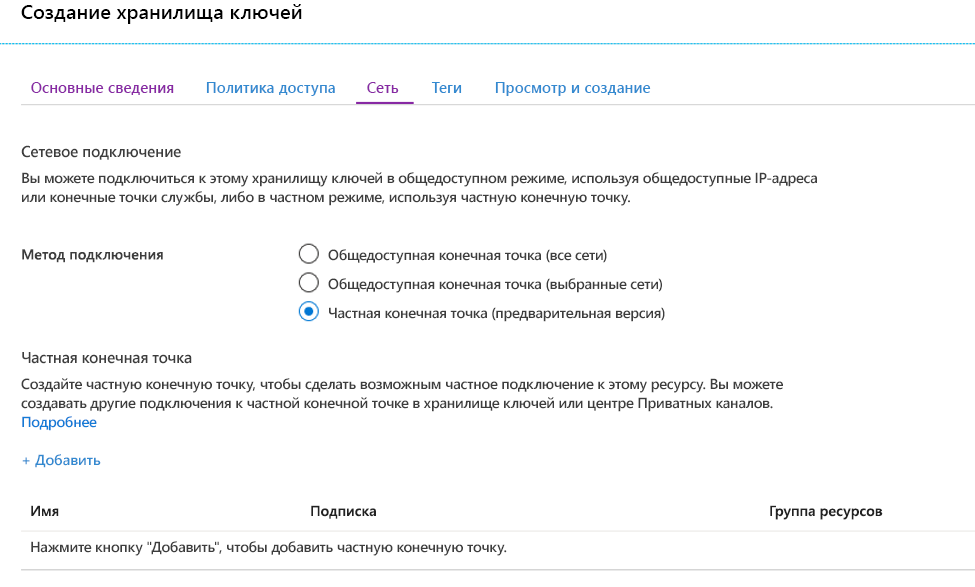 Создание хранилища ключей
Основные сведения Политика доступа Сеть Теги Просмотр и создание
Сетевое подключение
Вы можете подключиться к этому хранилищу ключей в общедоступном режиме, используя общедоступные IP-адреса
или конечные точки службы, либо в частном режиме, используя частную конечную точку.
Метод подключения
Общедоступная конечная точка (все сети)
Общедоступная конечная точка (выбранные сети)
Частная конечная точка (предварительная версия)
Частная конечная точка
Создайте частную конечную точку, чтобы сделать возможным частное подключение к этому ресурсу. Вы можете
создавать другие подключения к частной конечной точке в хранилище ключей или центре Приватных каналов.
Подробнее
+ Добавить
Имя Подписка Группа ресурсов
Нажмите кнопку "Добавить", чтобы добавить частную конечную точку.